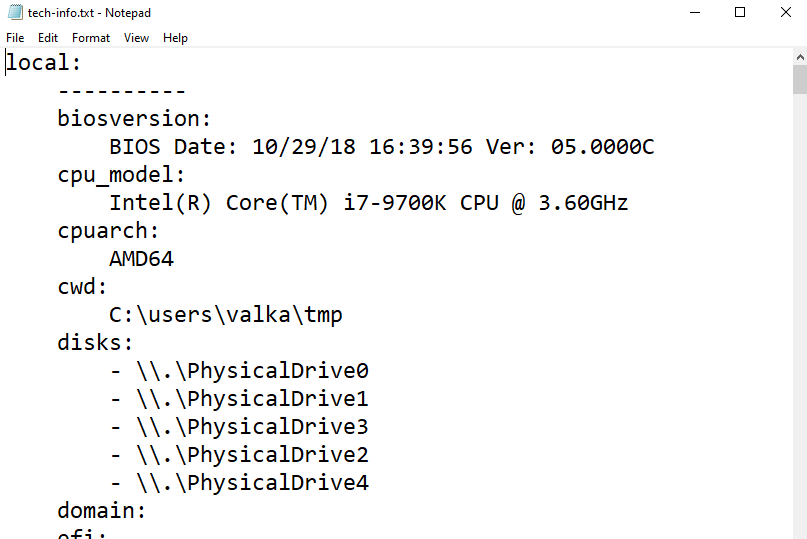 tech-info.txt - Notepad
File Edit Format View Help
local:
    ----------
    biosversion:
        BIOS Date: 10/29/18 16:39:56 Ver: 05.0000C
    cpu_model:
        Intel(R) Core(TM) i7-9700K CPU @ 3.60GHz
    cpuarch:
        AMD64
    cwd:
        C:\users\valka\tmp
    disks:
        - \\.\PhysicalDrive0
        - \\.\PhysicalDrive1
        - \\.\PhysicalDrive3
        - \\.\PhysicalDrive2
        - \\.\PhysicalDrive4
    domain:
    efi: